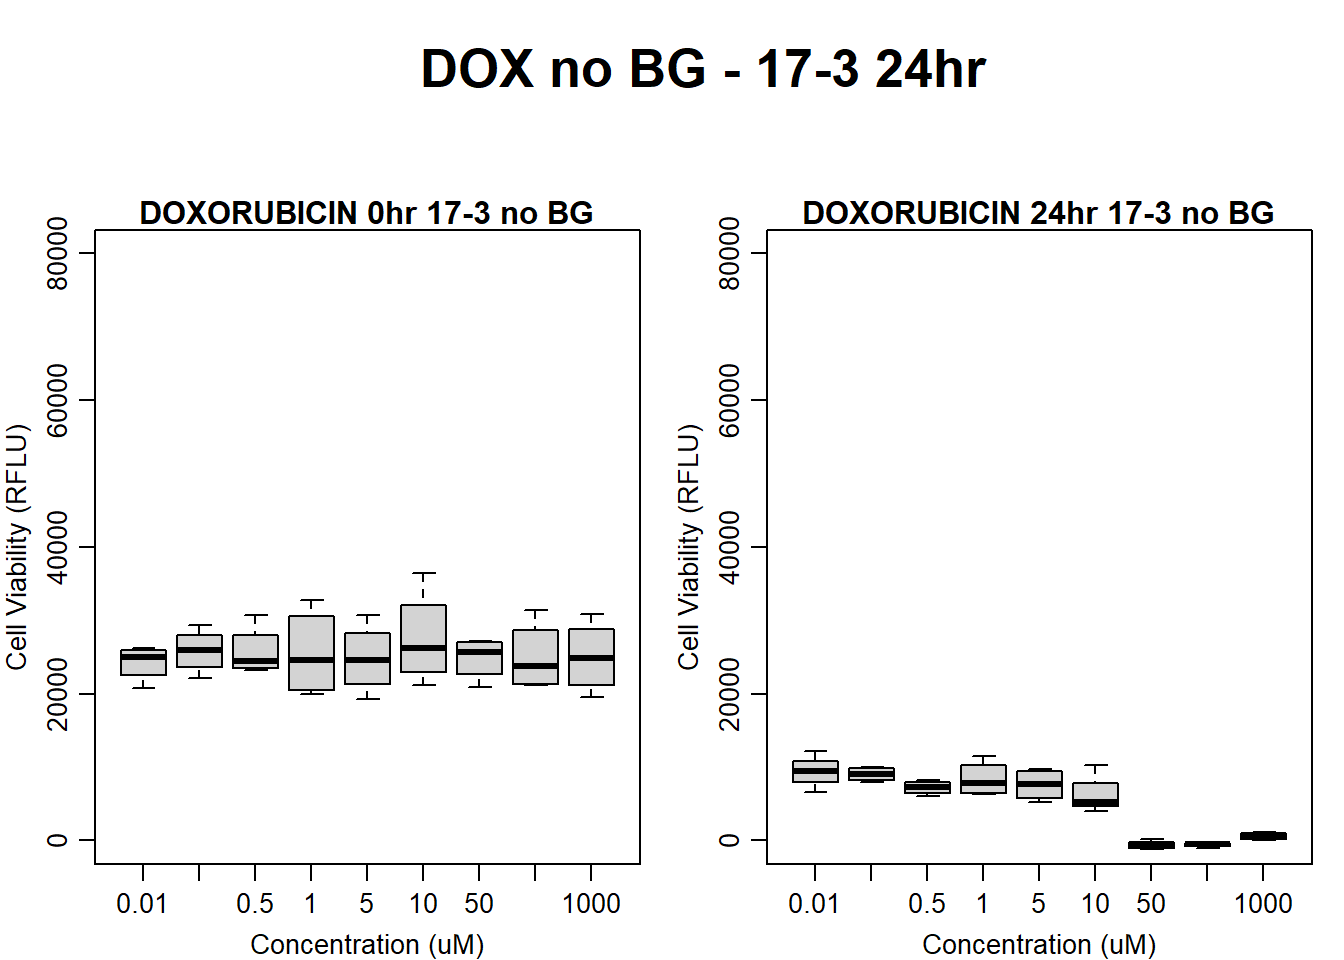 DOX no BG - 17-3 24hr
DOXORUBICIN 0hr 17-3 no BG
80000
60000
40000
20000
0
Cell Viability (RFLU)
0.01 0.5 1 5 10 50 1000
Concentration (uM)
DOXORUBICIN 24hr 17-3 no BG
80000
60000
40000
20000
0
Cell Viability (RFLU)
0.01 0.5 1 5 10 50 1000
Concentration (uM)